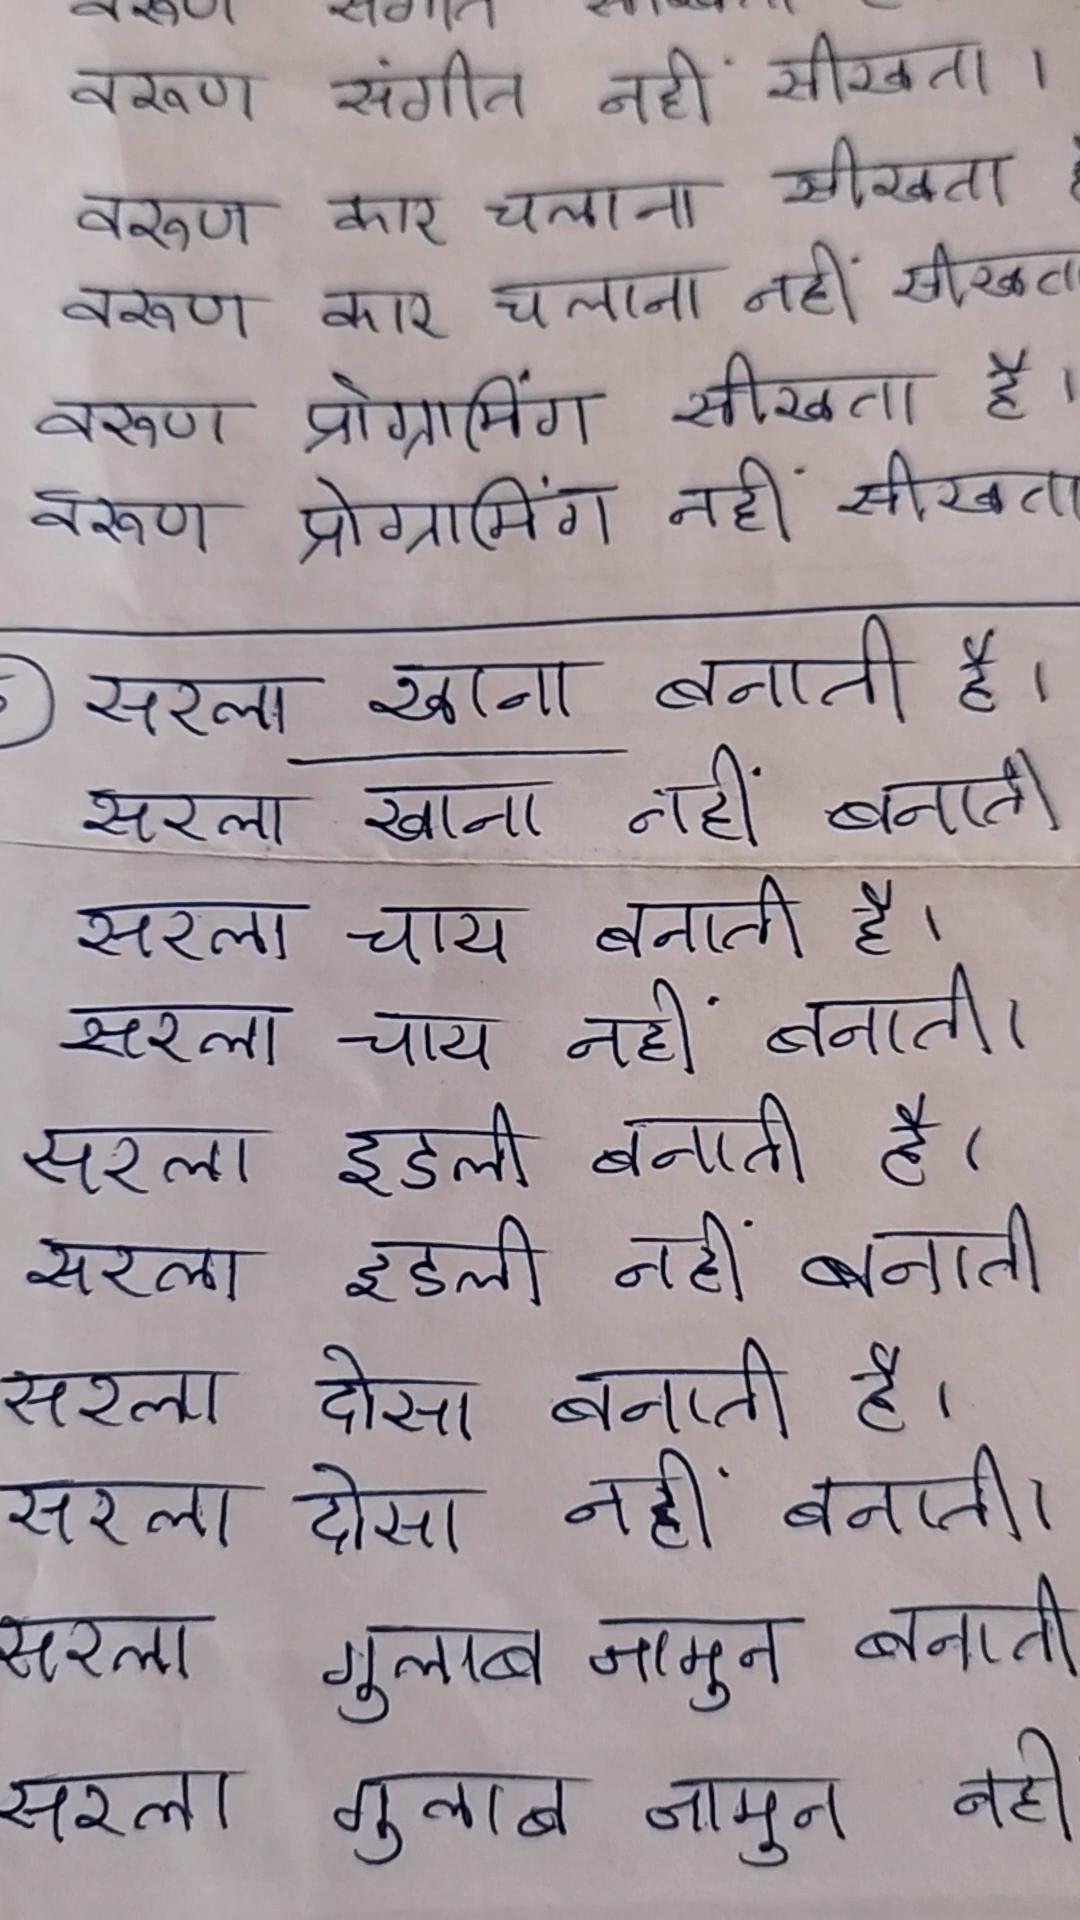 वरूण संगीत
वरूण संगीत नहीं सीखता ।
वरूण कार चलाना सीखता
वरूण कार चलाना नहीं सीखता
वरूण प्रोग्रामिंग सीखता है ।
वरूण प्रोग्रामिंग नहीं सीखता
सरला खाना बनाती है ।
सरला खाना नहीं बनाती
सरला चाय बनाती है ।
सरला चाय नहीं बनाती ।
सरला इडली बनाती है ।
सरला इडली नहीं बनाती
सरला दोसा बनाती है ।
सरला दोसा नहीं बनाती ।
सरला गुलाब जामुन बनाती
सरला गुलाब जामुन नही